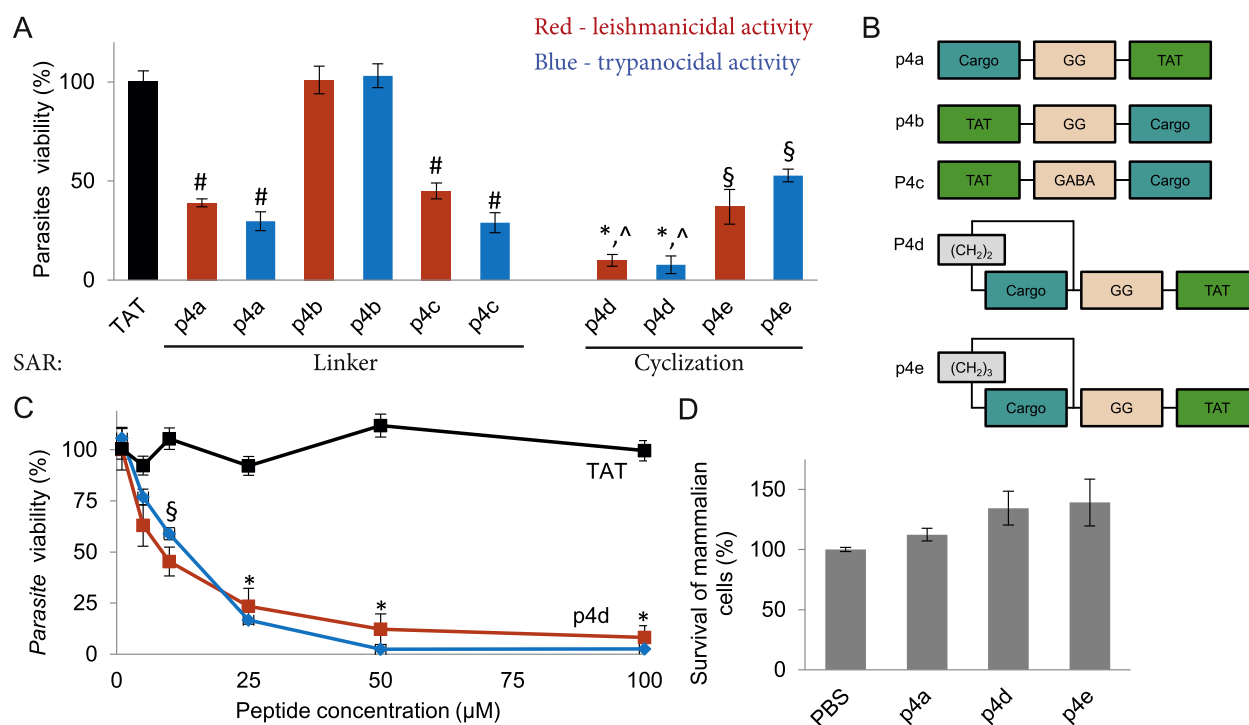 A
Red - leishmanicidal activity
Blue - trypanocidal activity
Parasites viability (%)
100
50
0
# # # # *,^ *,^ § §
TAT p4a p4a p4b p4b p4c p4c p4d p4d p4e p4e
SAR: Linker Cyclization
B
p4a Cargo GG TAT
p4b TAT GG Cargo
P4c TAT GABA Cargo
P4d (CH2)2
Cargo GG TAT
p4e (CH2)3
Cargo GG TAT
C
Parasite viability (%)
100
75
50
25
0
TAT
§
*
*
*
p4d
0 25 50 75 100
Peptide concentration (µM)
D
Survival of mammalian
cells (%)
150
100
50
0
PBS p4a p4d p4e